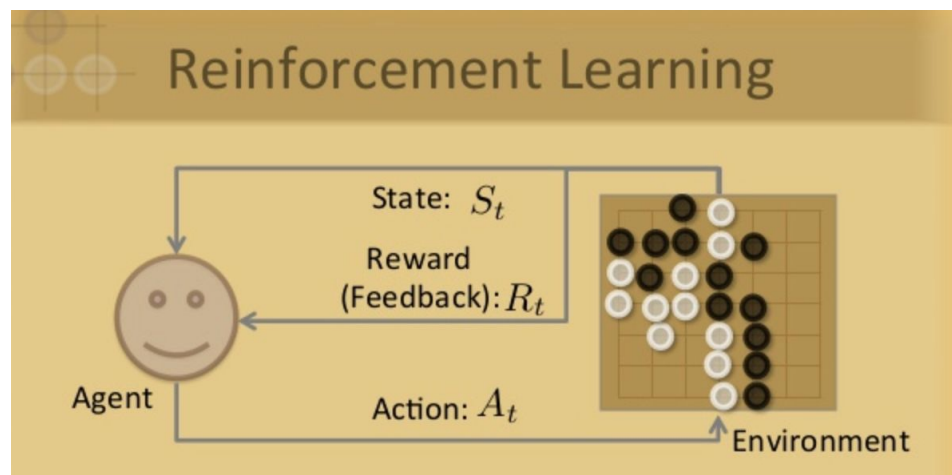 Reinforcement Learning
State: S_t
Reward
(Feedback): R_t
Agent
Action: A_t
Environment